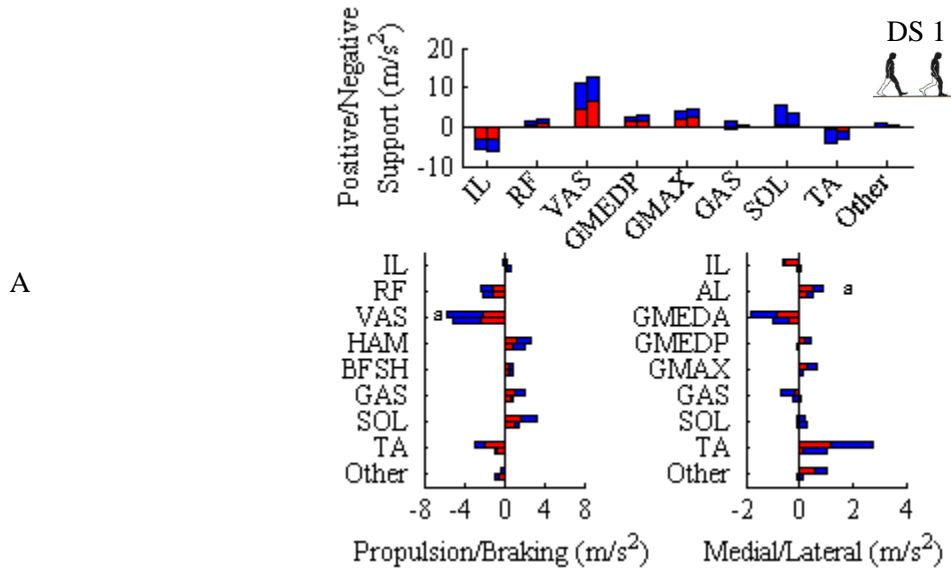 DS 1
Positive/Negative
Support (m/s²)
20
10
0
-10
IL
RF
VAS
GMEDP
GMAX
GAS
SOL
TA
Other
A
IL
RF
a
VAS
HAM
BFSH
GAS
SOL
TA
Other
-8 -4 0 4 8
Propulsion/Braking (m/s²)
IL
AL
a
GMEDA
GMEDP
GMAX
GAS
SOL
TA
Other
-2 0 2 4
Medial/Lateral (m/s²)